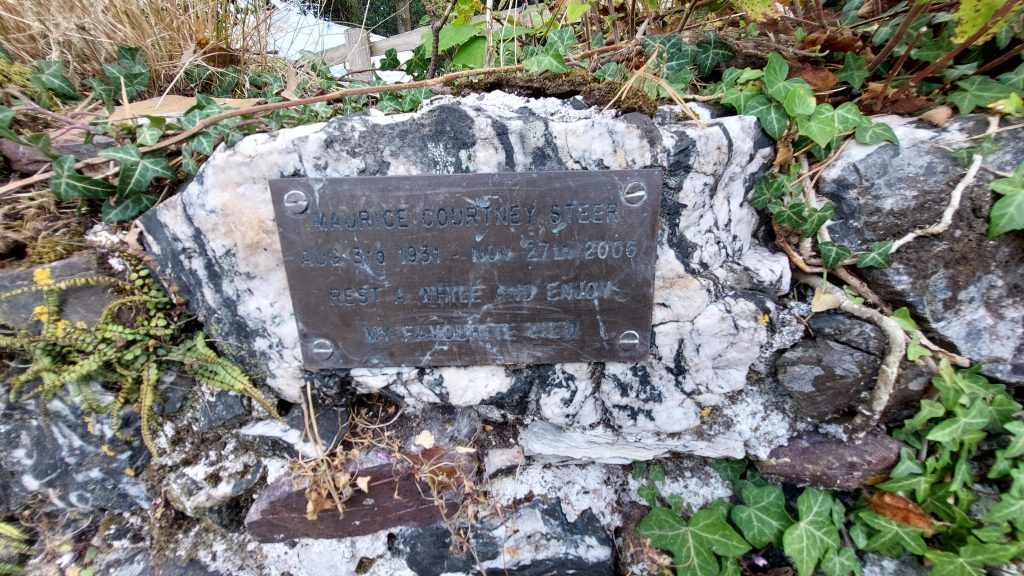 MAURICE COURTNEY STEER
AUG 3rd 1931 - NOV 27th 2006
REST A WHILE AND ENJOY
MY FAVOURITE VIEW